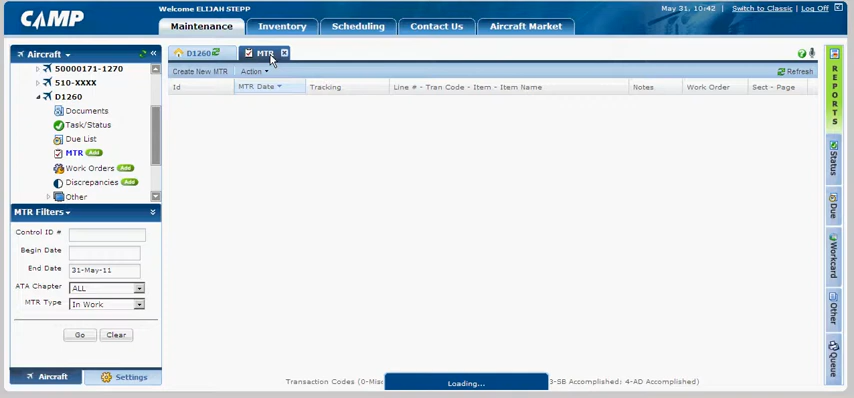 CAMP
Welcome ELIJAH STEPP
May 31, 10:42
Switch to Classic | Log Off
Maintenance
Inventory
Scheduling
Contact Us
Aircraft Market
Aircraft
50000171-1270
510-XXXX
D1260
Documents
Task/Status
Due List
MTR Add
Work Orders Add
Discrepancies Add
Other
MTR Filters
Control ID #
Begin Date
End Date 31-May-11
ATA Chapter ALL
MTR Type In Work
Go Clear
Aircraft Settings
D1260 MTR
Create New MTR Action
Refresh
Id MTR Date Tracking Line # - Tran Code - Item - Item Name Notes Work Order Sect - Page
Transaction Codes (0-Mis
Loading...
3-SB Accomplished: 4-AD Accomplished)
REPORTS
Status
Due
Workcard
Other
Queue